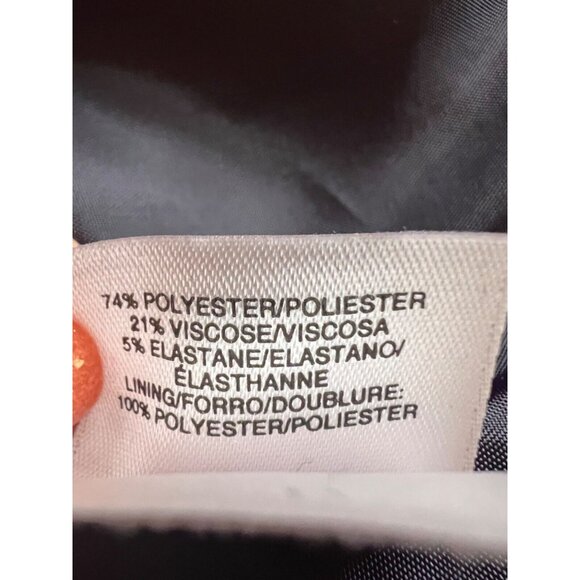 74% POLYESTER/POLIESTER
21% VISCOSE/VISCOSA
5% ELASTANE/ELASTANO/
ÉLASTHANNE
LINING/FORRO/DOUBLURE:
100% POLYESTER/POLIESTER